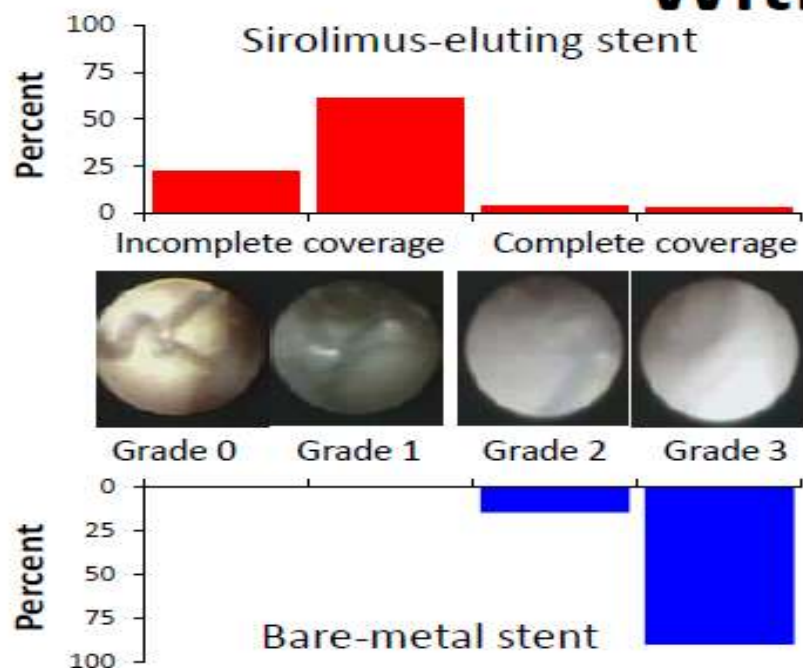 100
Sirolimus-eluting stent
75
50
25
0
Percent
Incomplete coverage Complete coverage
Grade 0 Grade 1 Grade 2 Grade 3
0
25
50
75
100
Percent
Bare-metal stent